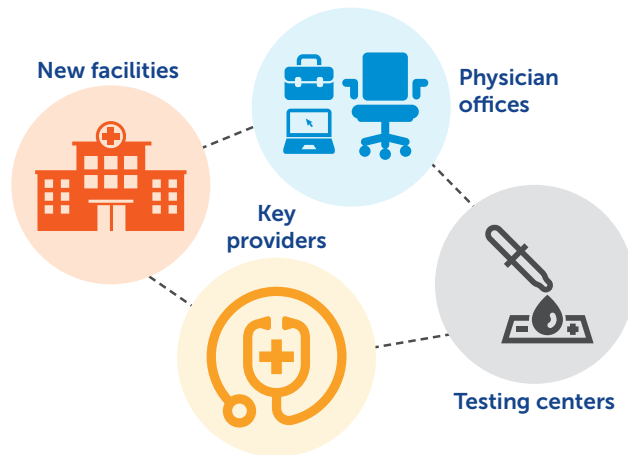 New facilities
Physician
offices
Key
providers
Testing centers